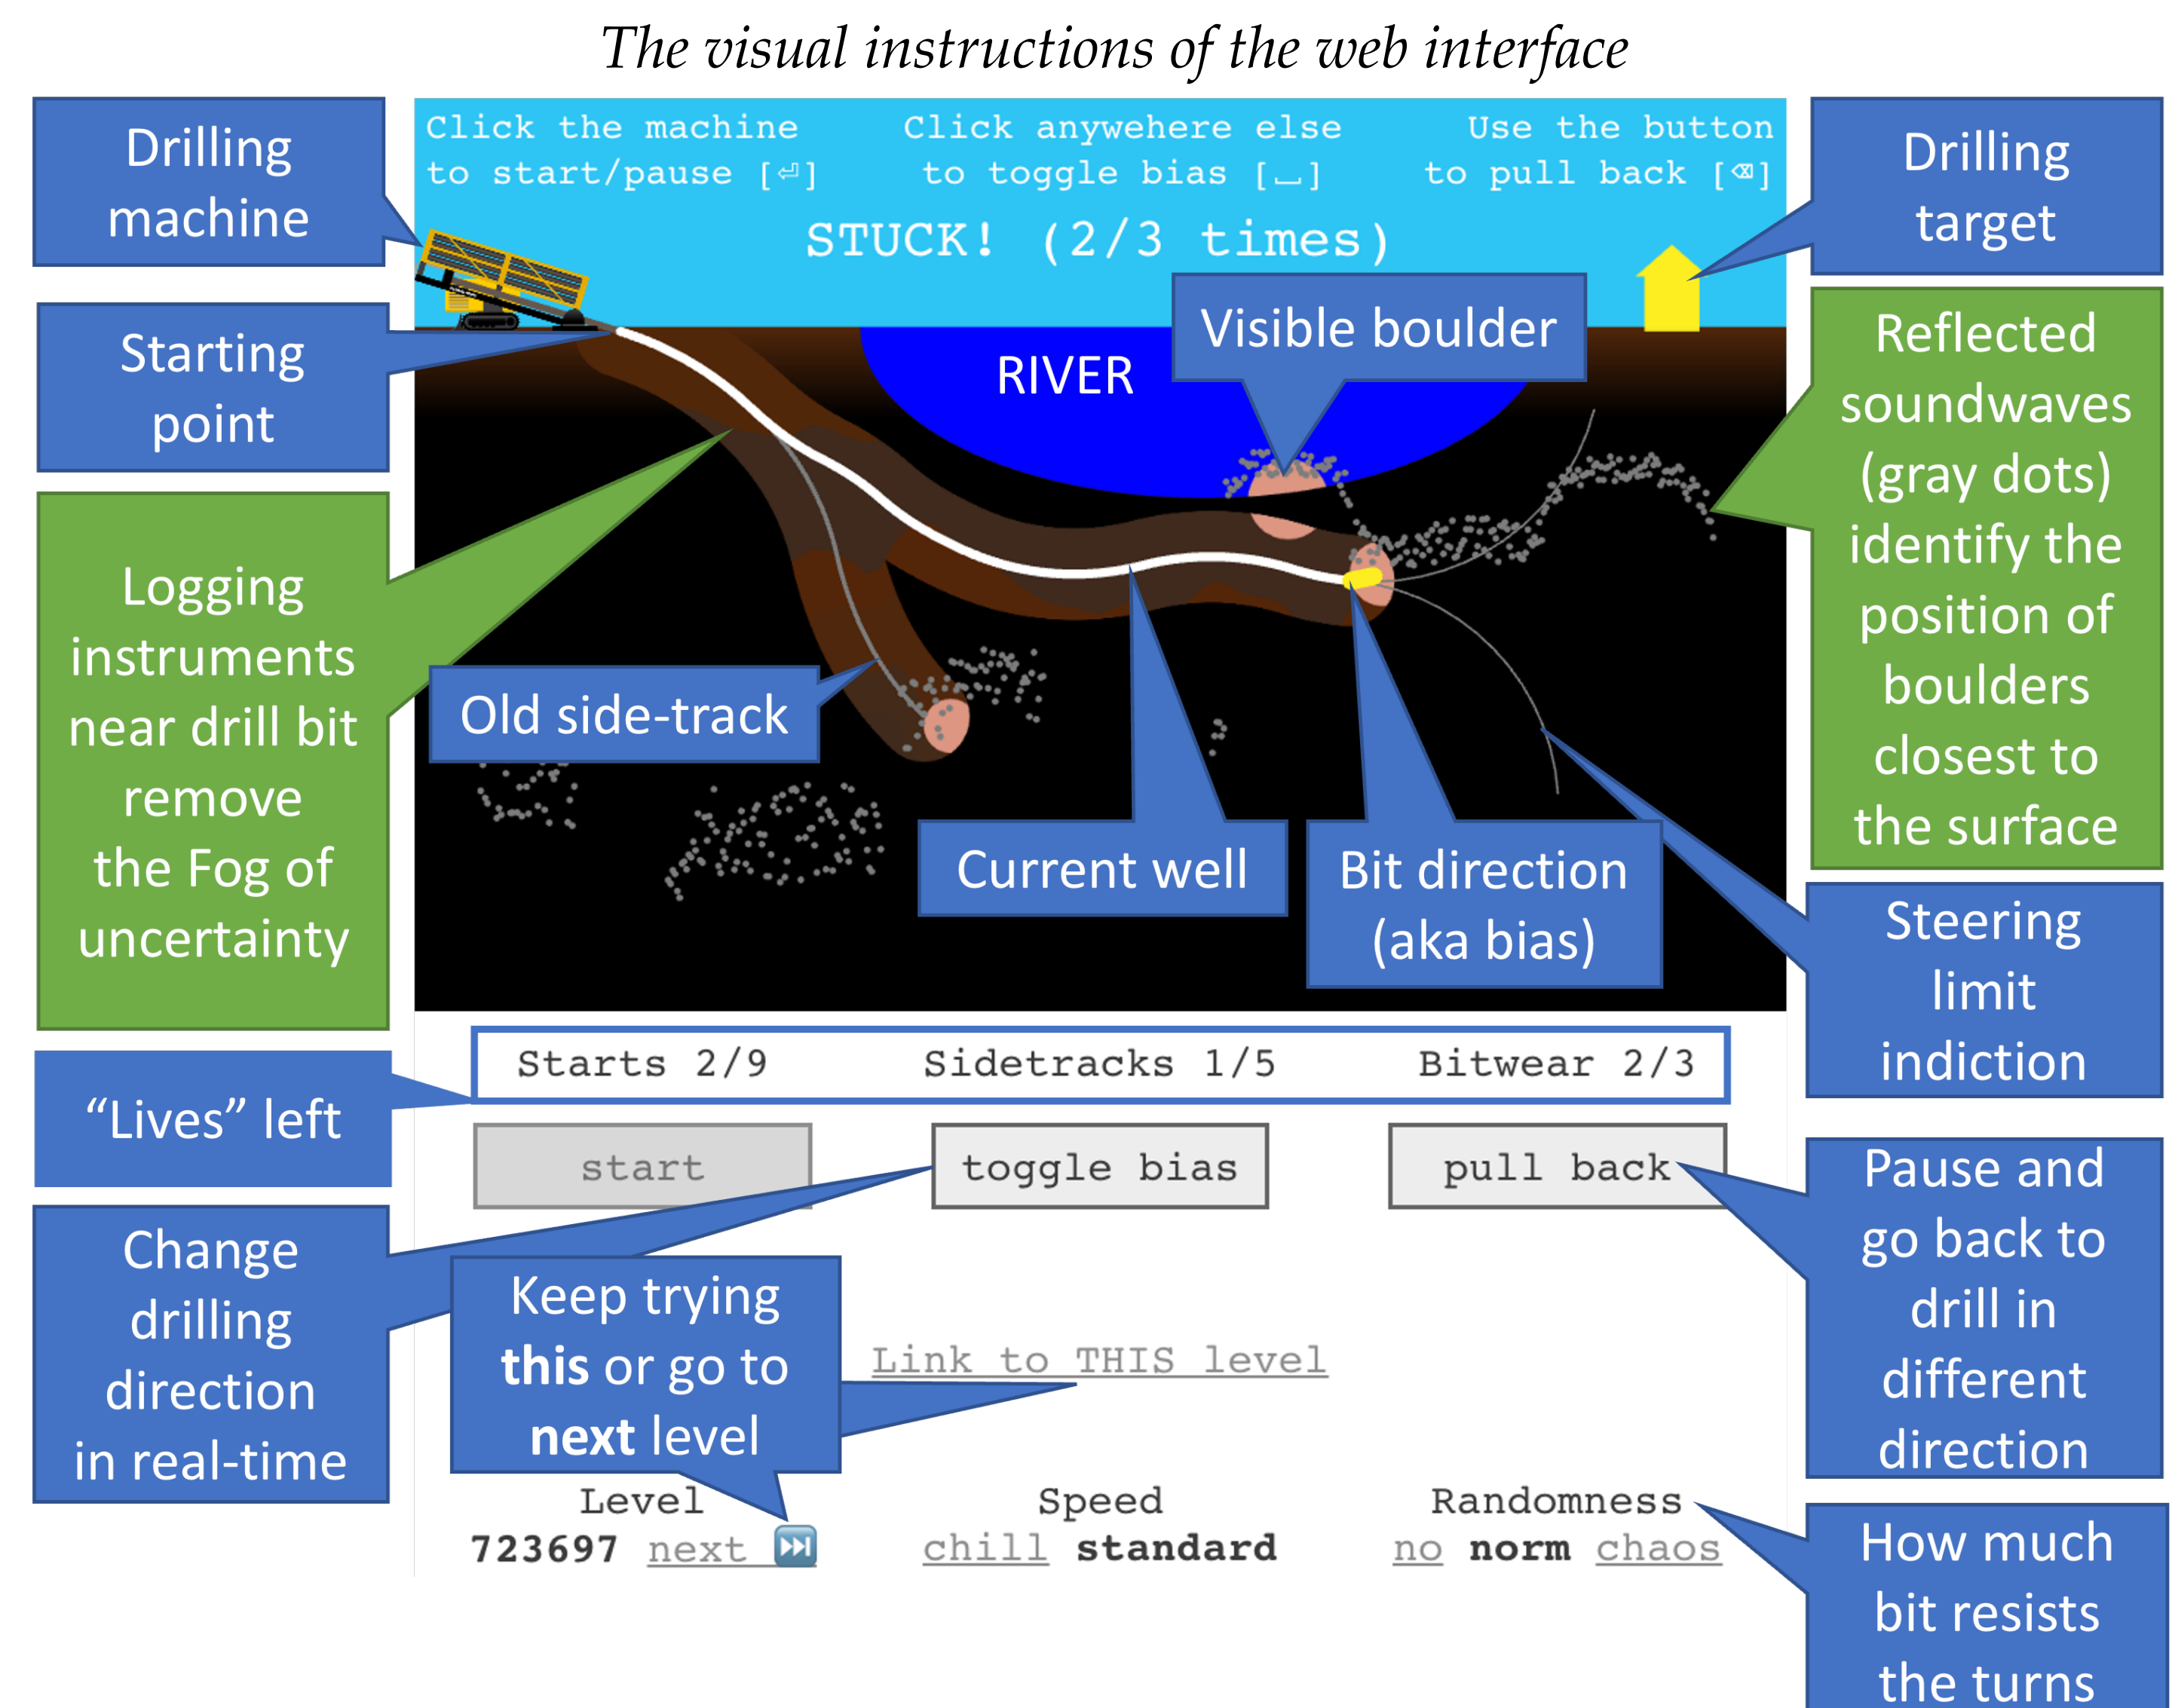 The visual instructions of the web interface
Drilling
machine
Starting
point
Logging
instruments
near drill bit
remove
the Fog of
uncertainty
“Lives” left
Change
drilling
direction
in real-time
Click the machine
to start/pause [⏎]
Click anywehere else
to toggle bias [⎵]
Use the button
to pull back [⌫]
STUCK! (2/3 times)
Visible boulder
RIVER
Old side-track
Current well
Bit direction
(aka bias)
Starts 2/9
Sidetracks 1/5
Bitwear 2/3
start
toggle bias
pull back
Keep trying
this or go to
next level
Link to THIS level
Level
723697 next ⏭
Speed
chill standard
Randomness
no norm chaos
Drilling
target
Reflected
soundwaves
(gray dots)
identify the
position of
boulders
closest to
the surface
Steering
limit
indiction
Pause and
go back to
drill in
different
direction
How much
bit resists
the turns